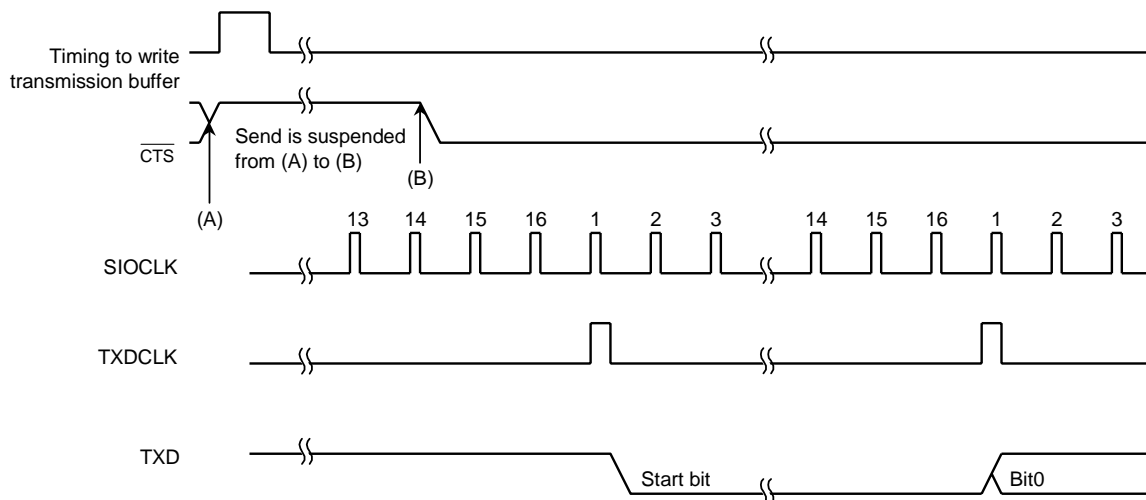 Timing to write
transmission buffer
CTS
Send is suspended
from (A) to (B)
(A)
(B)
13 14 15 16 1 2 3 14 15 16 1 2 3
SIOCLK
TXDCLK
TXD
Start bit
Bit0